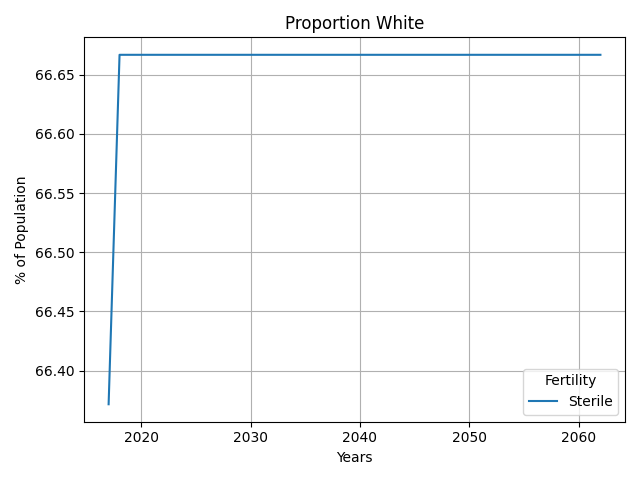 Proportion White
66.65
66.60
66.55
66.50
66.45
66.40
% of Population
2020 2030 2040 2050 2060
Years
Fertility
Sterile